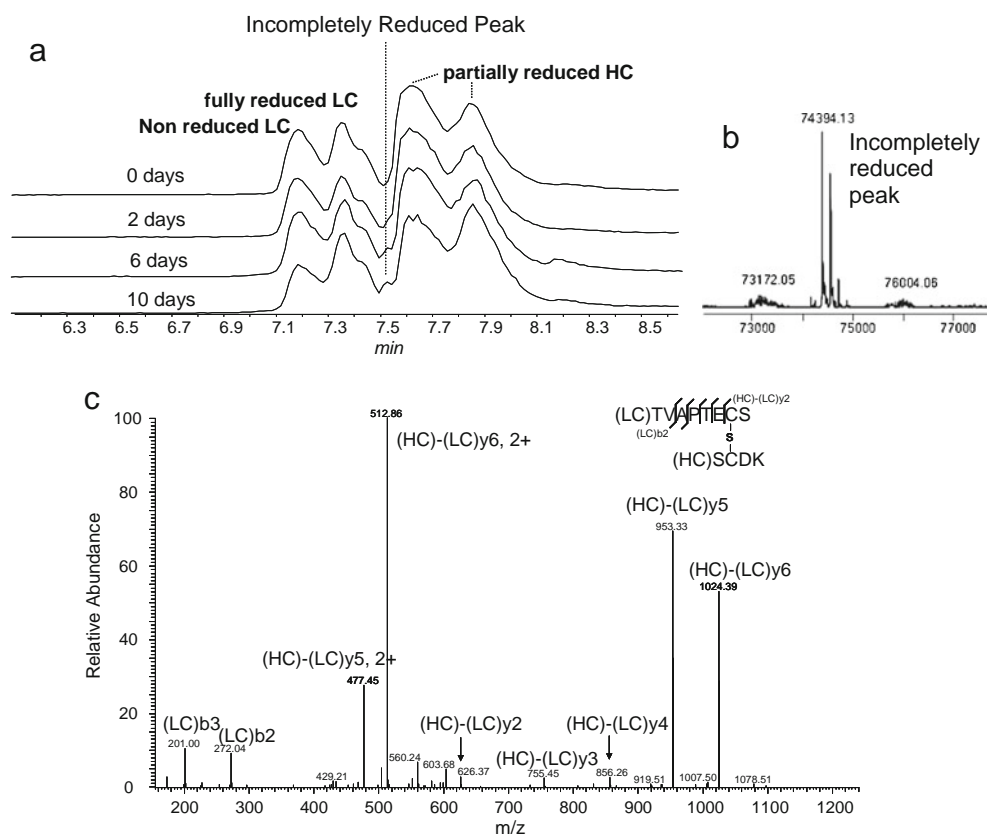 a
Incompletely Reduced Peak
partially reduced HC
fully reduced LC
Non reduced LC
0 days
2 days
6 days
10 days
6.3 6.5 6.7 6.9 7.1 7.3 7.5 7.7 7.9 8.1 8.3 8.5
min
b
74394.13
Incompletely
reduced
peak
73172.05
76004.06
73000 75000 77000
c
(LC)TVAPTECS
(HC)-(LC)y2
(LC)b2
S
(HC)SCDK
Relative Abundance
100
80
60
40
20
0
512.86
(HC)-(LC)y6, 2+
(HC)-(LC)y5
953.33
(HC)-(LC)y6
1024.39
(HC)-(LC)y5, 2+
477.45
(LC)b3
201.00
(LC)b2
272.04
429.21
560.24
603.68
(HC)-(LC)y2
626.37
(HC)-(LC)y3
755.45
(HC)-(LC)y4
856.26
919.51
1007.50
1078.51
200 300 400 500 600 700 800 900 1000 1100 1200
m/z